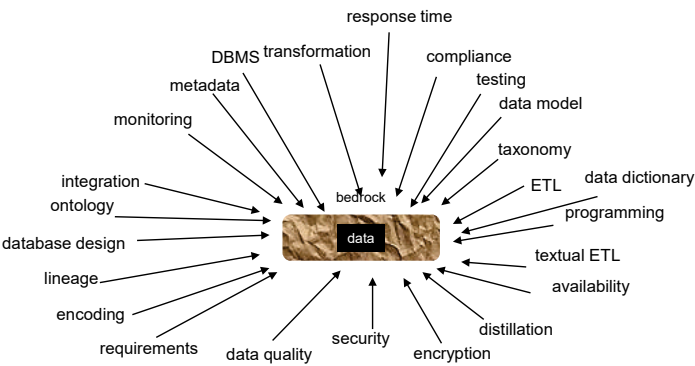 response time
transformation
DBMS
compliance
metadata
testing
data model
monitoring
taxonomy
integration
ETL
data dictionary
bedrock
ontology
programming
database design
data
textual ETL
lineage
availability
encoding
distillation
requirements
security
data quality
encryption